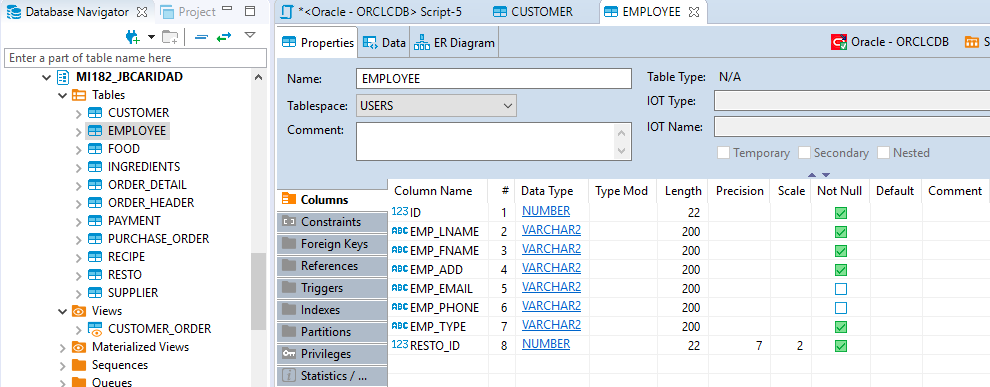 Database Navigator
Project
*<Oracle - ORCLCDB> Script-5
CUSTOMER
EMPLOYEE
Enter a part of table name here
MI182_JBCARIDAD
Tables
CUSTOMER
EMPLOYEE
FOOD
INGREDIENTS
ORDER_DETAIL
ORDER_HEADER
PAYMENT
PURCHASE_ORDER
RECIPE
RESTO
SUPPLIER
Views
CUSTOMER_ORDER
Materialized Views
Sequences
Queues
Properties
Data
ER Diagram
Oracle - ORCLCDB
S
Name: EMPLOYEE
Tablespace: USERS
Comment:
Table Type: N/A
IOT Type:
IOT Name:
Temporary Secondary Nested
Columns
Constraints
Foreign Keys
References
Triggers
Indexes
Partitions
Privileges
Statistics / ...
Column Name # Data Type Type Mod Length Precision Scale Not Null Default Comment
123 ID 1 NUMBER 22
ABC EMP_LNAME 2 VARCHAR2 200
ABC EMP_FNAME 3 VARCHAR2 200
ABC EMP_ADD 4 VARCHAR2 200
ABC EMP_EMAIL 5 VARCHAR2 200
ABC EMP_PHONE 6 VARCHAR2 200
ABC EMP_TYPE 7 VARCHAR2 200
123 RESTO_ID 8 NUMBER 22 7 2